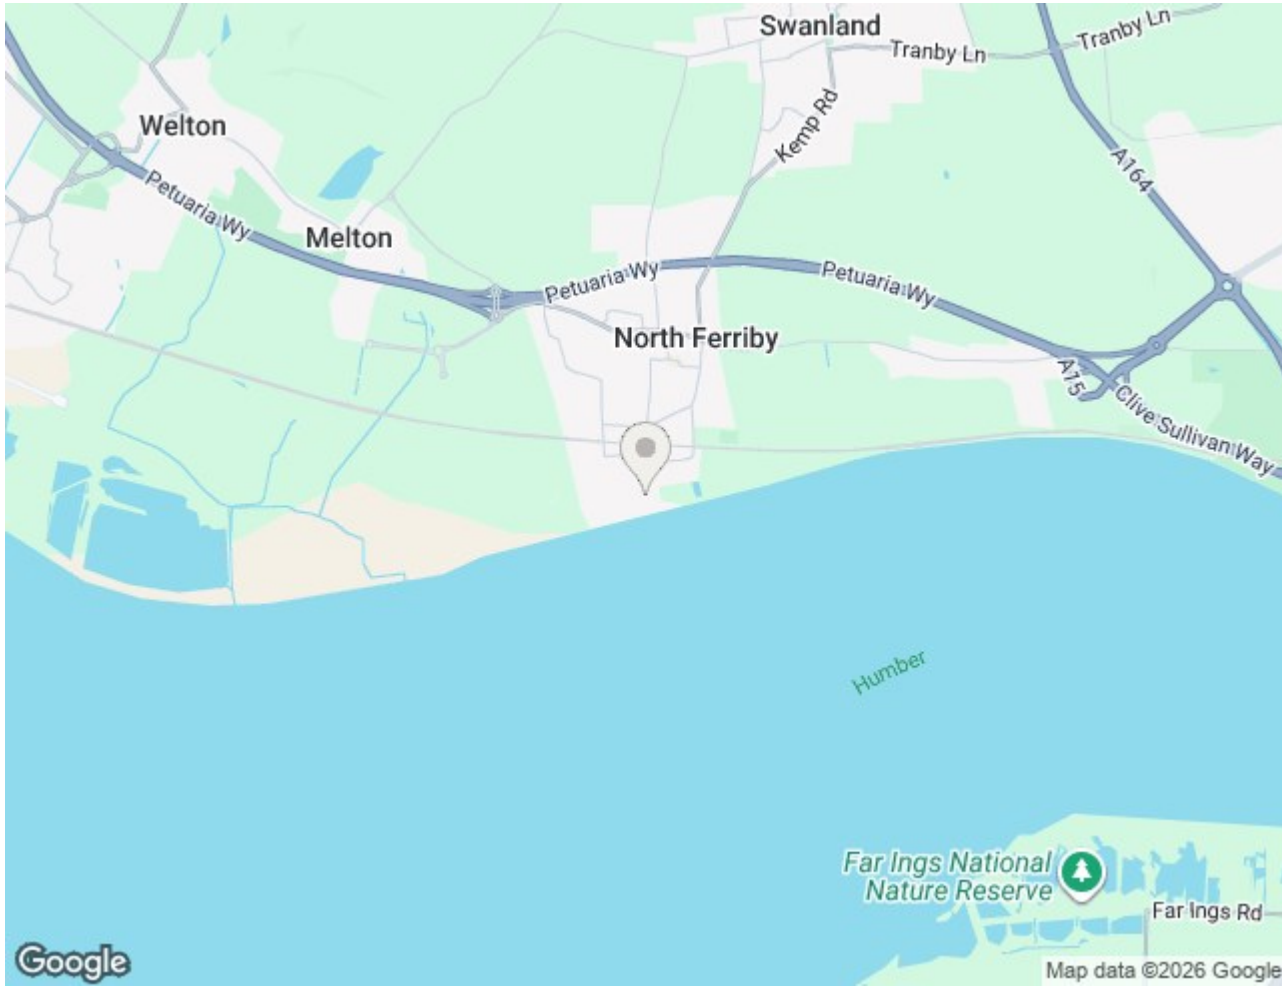 Swanland
Tranby Ln
Tranby Ln
Kemp Rd
Welton
A164
Petuaria Wy
Melton
Petuaria Wy
Petuaria Wy
North Ferriby
A15
Clive Sullivan Way
Humber
Far Ings National
Nature Reserve
Far Ings Rd
Google
Map data ©2026 Google